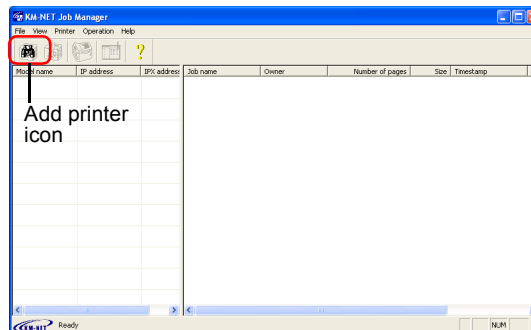 KM-NET Job Manager
File View Printer Operation Help
?
Model name IP address IPX address Job name Owner Number of pages Size Timestamp
Add printer
icon
KM-NET Ready NUM